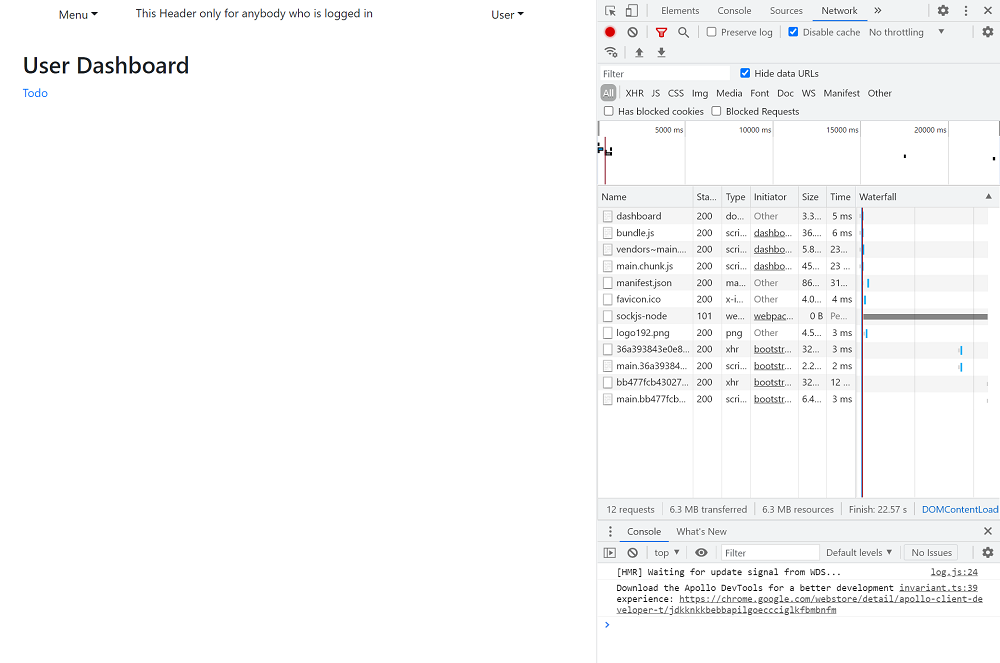 Menu This Header only for anybody who is logged in User
User Dashboard
Todo
Elements Console Sources Network
Preserve log Disable cache No throttling
Filter Hide data URLs
All XHR JS CSS Img Media Font Doc WS Manifest Other
Has blocked cookies Blocked Requests
5000 ms 10000 ms 15000 ms 20000 ms
Name Sta... Type Initiator Size Time Waterfall
dashboard 200 do... Other 3.3... 5 ms
bundle.js 200 scri... dashbo... 36.... 6 ms
vendors~main.... 200 scri... dashbo... 5.8... 23...
main.chunk.js 200 scri... dashbo... 45... 23 ...
manifest.json 200 ma... Other 86... 31...
favicon.ico 200 x-i... Other 4.0... 4 ms
sockjs-node 101 we... webpac... 0 B Pe...
logo192.png 200 png Other 4.5... 3 ms
36a393843e0e8... 200 xhr bootstr... 32... 3 ms
main.36a39384... 200 scri... bootstr... 2.2... 2 ms
bb477fcb43027... 200 xhr bootstr... 32... 12 ...
main.bb477fcb... 200 scri... bootstr... 6.4... 3 ms
12 requests 6.3 MB transferred 6.3 MB resources Finish: 22.57 s DOMContentLoad
Console What's New
top Filter Default levels No Issues
[HMR] Waiting for update signal from WDS... log.js:24
Download the Apollo DevTools for a better development invariant.ts:39
experience: https://chrome.google.com/webstore/detail/apollo-client-de
veloper-t/jdkknkkbebbapilgoeccciglkfbmbnfm